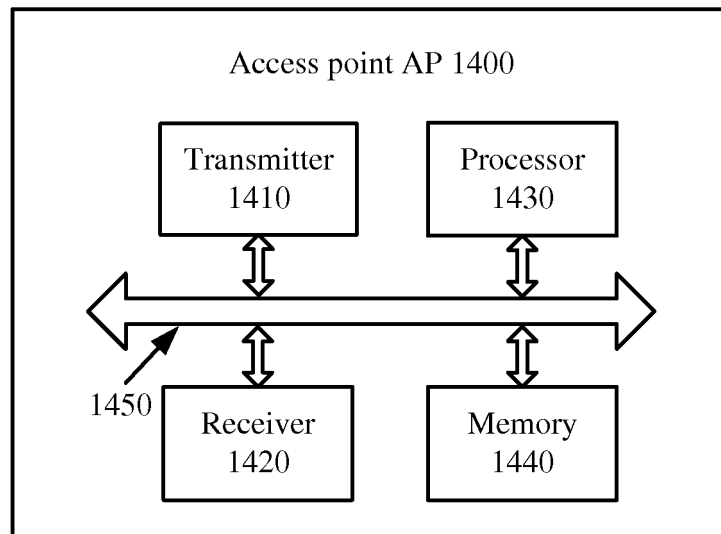 Access point AP 1400
Transmitter
1410
Processor
1430
1450
Receiver
1420
Memory
1440